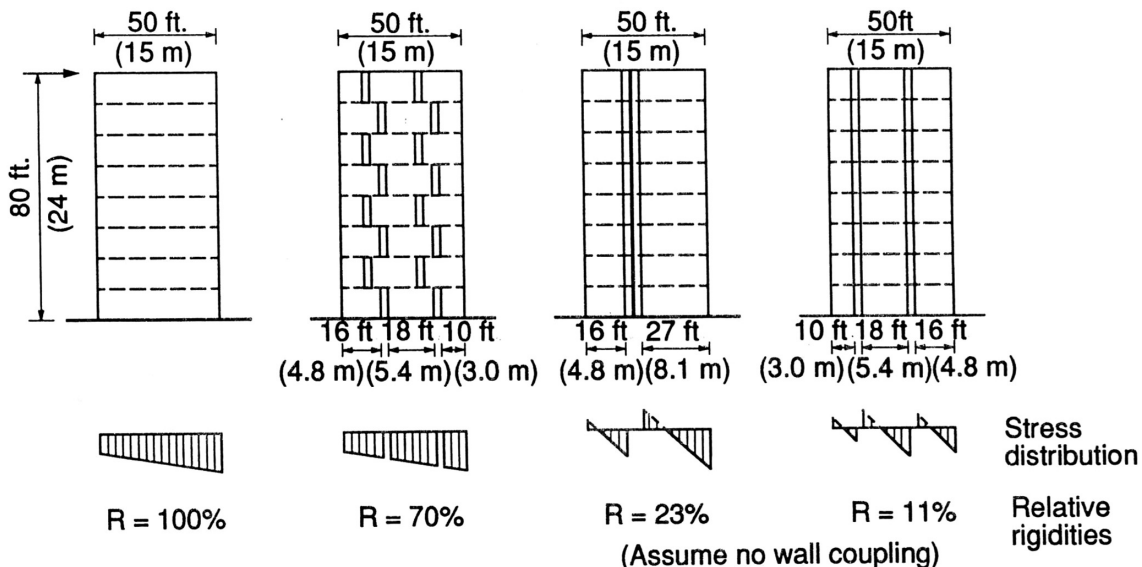 50 ft.
(15 m)
50 ft.
(15 m)
50 ft.
(15 m)
50ft
(15 m)
80 ft.
(24 m)
16 ft 18 ft 10 ft
(4.8 m)(5.4 m)(3.0 m)
16 ft 27 ft
(4.8 m)(8.1 m)
10 ft 18 ft 16 ft
(3.0 m)(5.4 m)(4.8 m)
Stress
distribution
R = 100%
R = 70%
R = 23%
R = 11%
Relative
rigidities
(Assume no wall coupling)